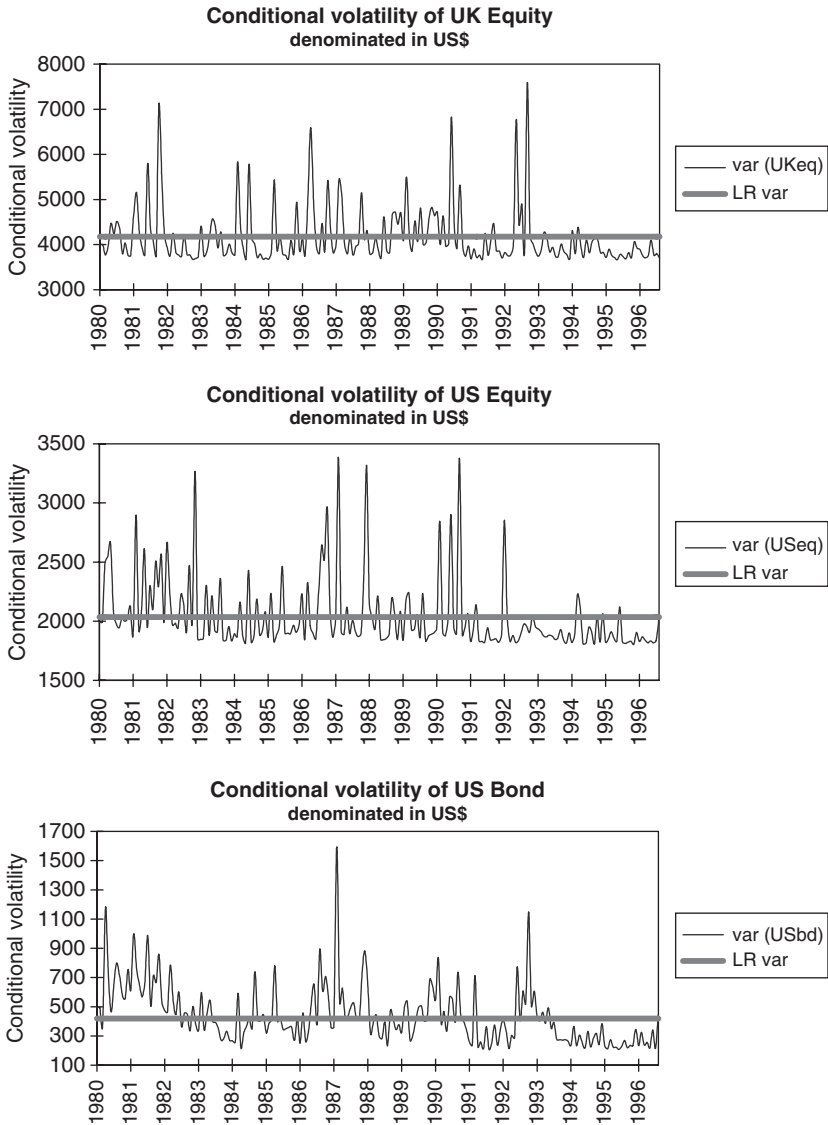 Conditional volatility of UK Equity
denominated in US$
Conditional volatility
8000
7000
6000
5000
4000
3000
1980 1981 1982 1983 1984 1985 1986 1987 1988 1989 1990 1991 1992 1993 1994 1995 1996
var (UKeq)
LR var
Conditional volatility of US Equity
denominated in US$
Conditional volatility
3500
3000
2500
2000
1500
1980 1981 1982 1983 1984 1985 1986 1987 1988 1989 1990 1991 1992 1993 1994 1995 1996
var (USeq)
LR var
Conditional volatility of US Bond
denominated in US$
Conditional volatility
1700
1500
1300
1100
900
700
500
300
100
1980 1981 1982 1983 1984 1985 1986 1987 1988 1989 1990 1991 1992 1993 1994 1995 1996
var (USbd)
LR var